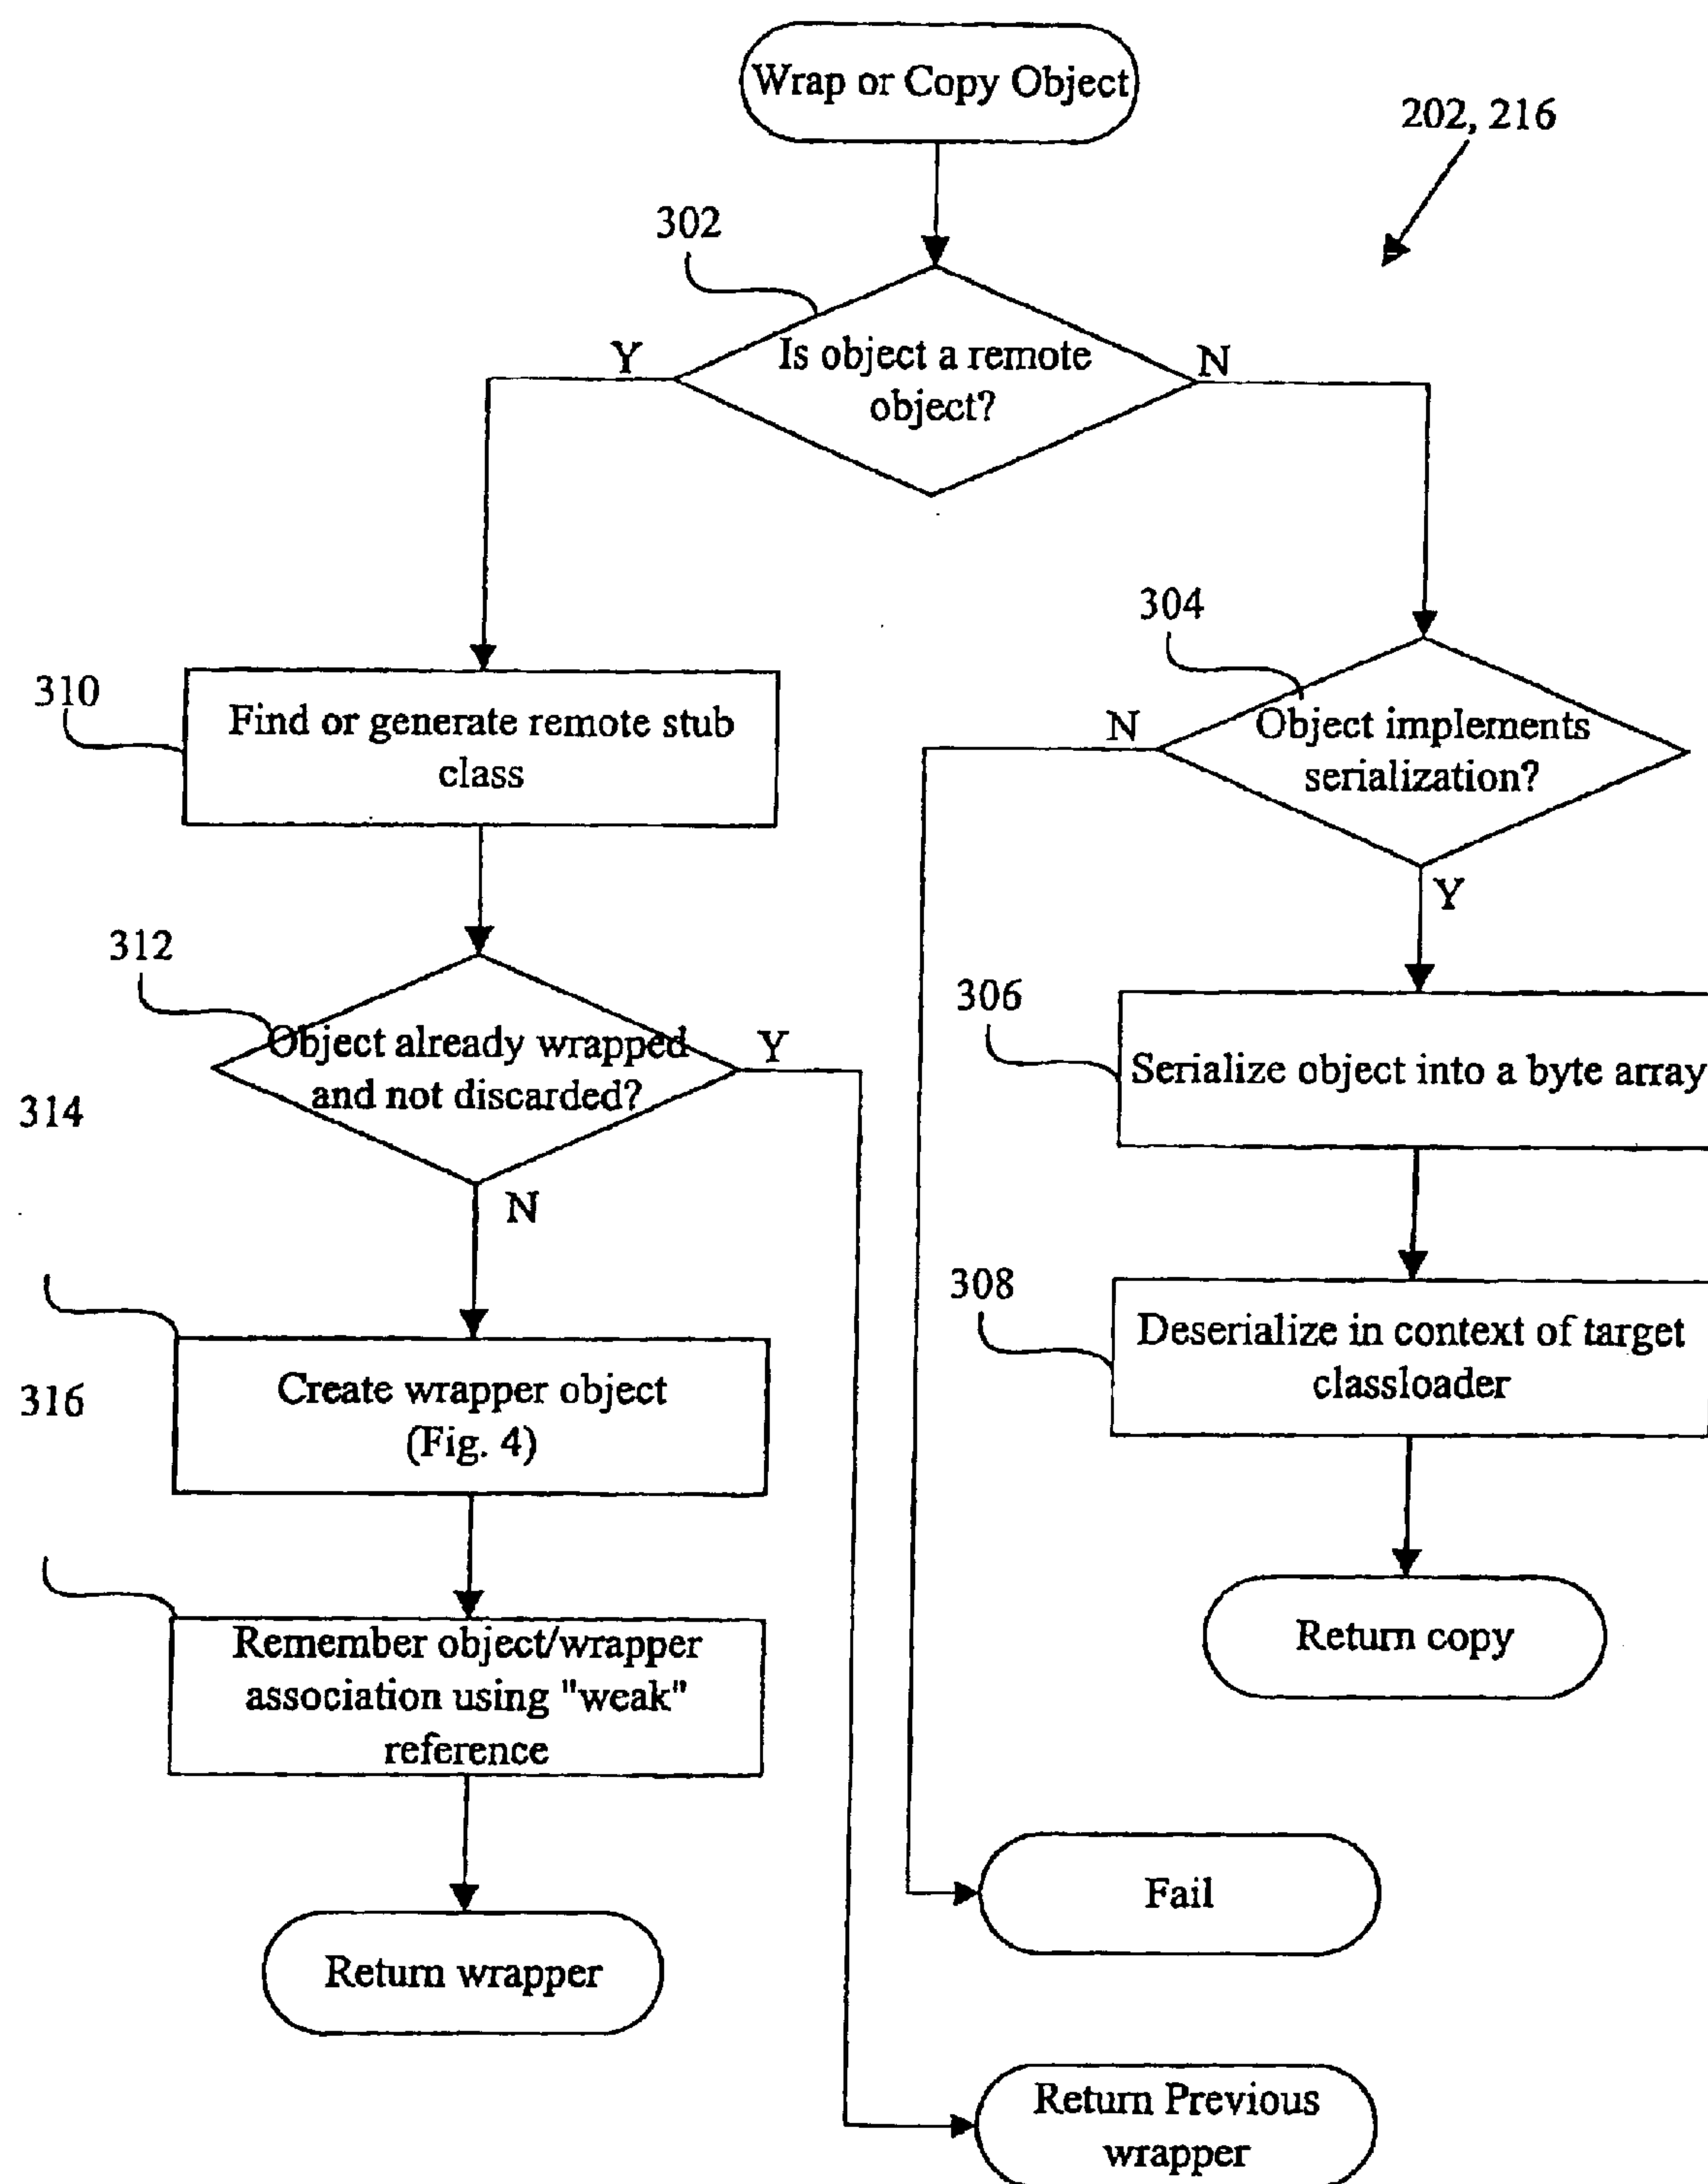 Wrap or Copy Object
202, 216
302
Is object a remote
object?
Y
N
304
Object implements
serialization?
N
Y
310
Find or generate remote stub
class
312
Object already wrapped
and not discarded?
Y
N
306
Serialize object into a byte array
314
308
Deserialize in context of target
classloader
Create wrapper object
(Fig. 4)
316
Return copy
Remember object/wrapper
association using "weak"
reference
Fail
Return wrapper
Return Previous
wrapper